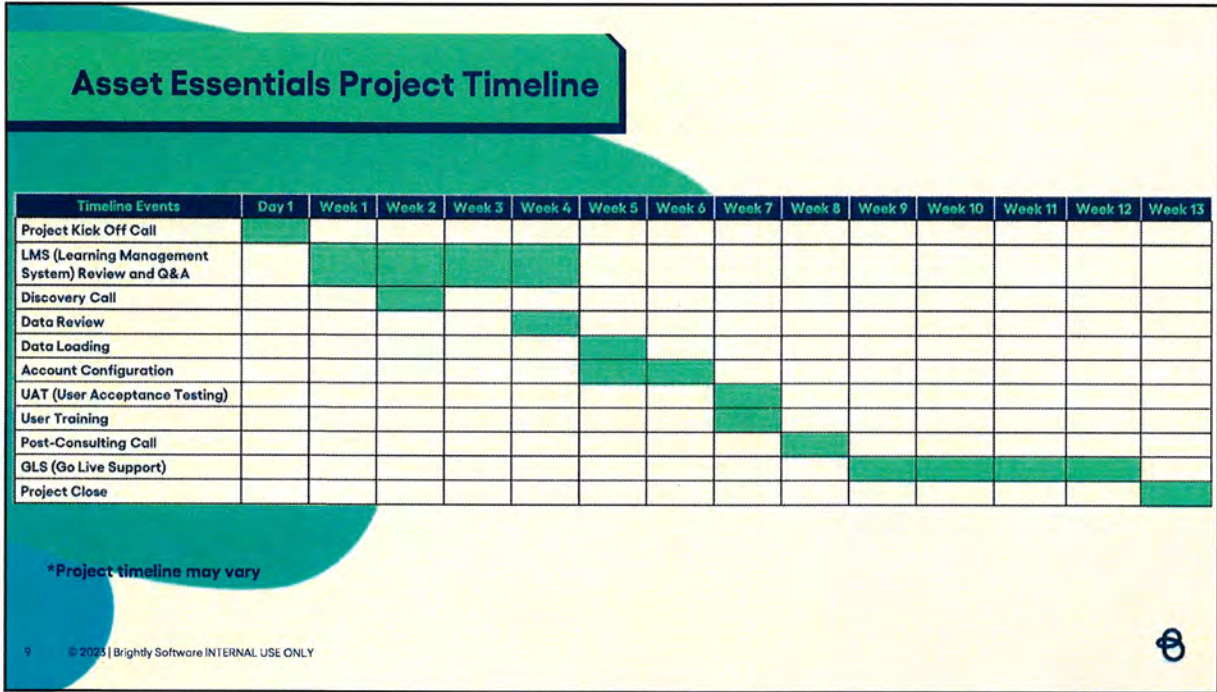 Asset Essentials Project Timeline
Timeline Events Day 1 Week 1 Week 2 Week 3 Week 4 Week 5 Week 6 Week 7 Week 8 Week 9 Week 10 Week 11 Week 12 Week 13
Project Kick Off Call
LMS (Learning Management
System) Review and Q&A
Discovery Call
Data Review
Data Loading
Account Configuration
UAT (User Acceptance Testing)
User Training
Post-Consulting Call
GLS (Go Live Support)
Project Close
*Project timeline may vary
9 © 2023 | Brightly Software INTERNAL USE ONLY